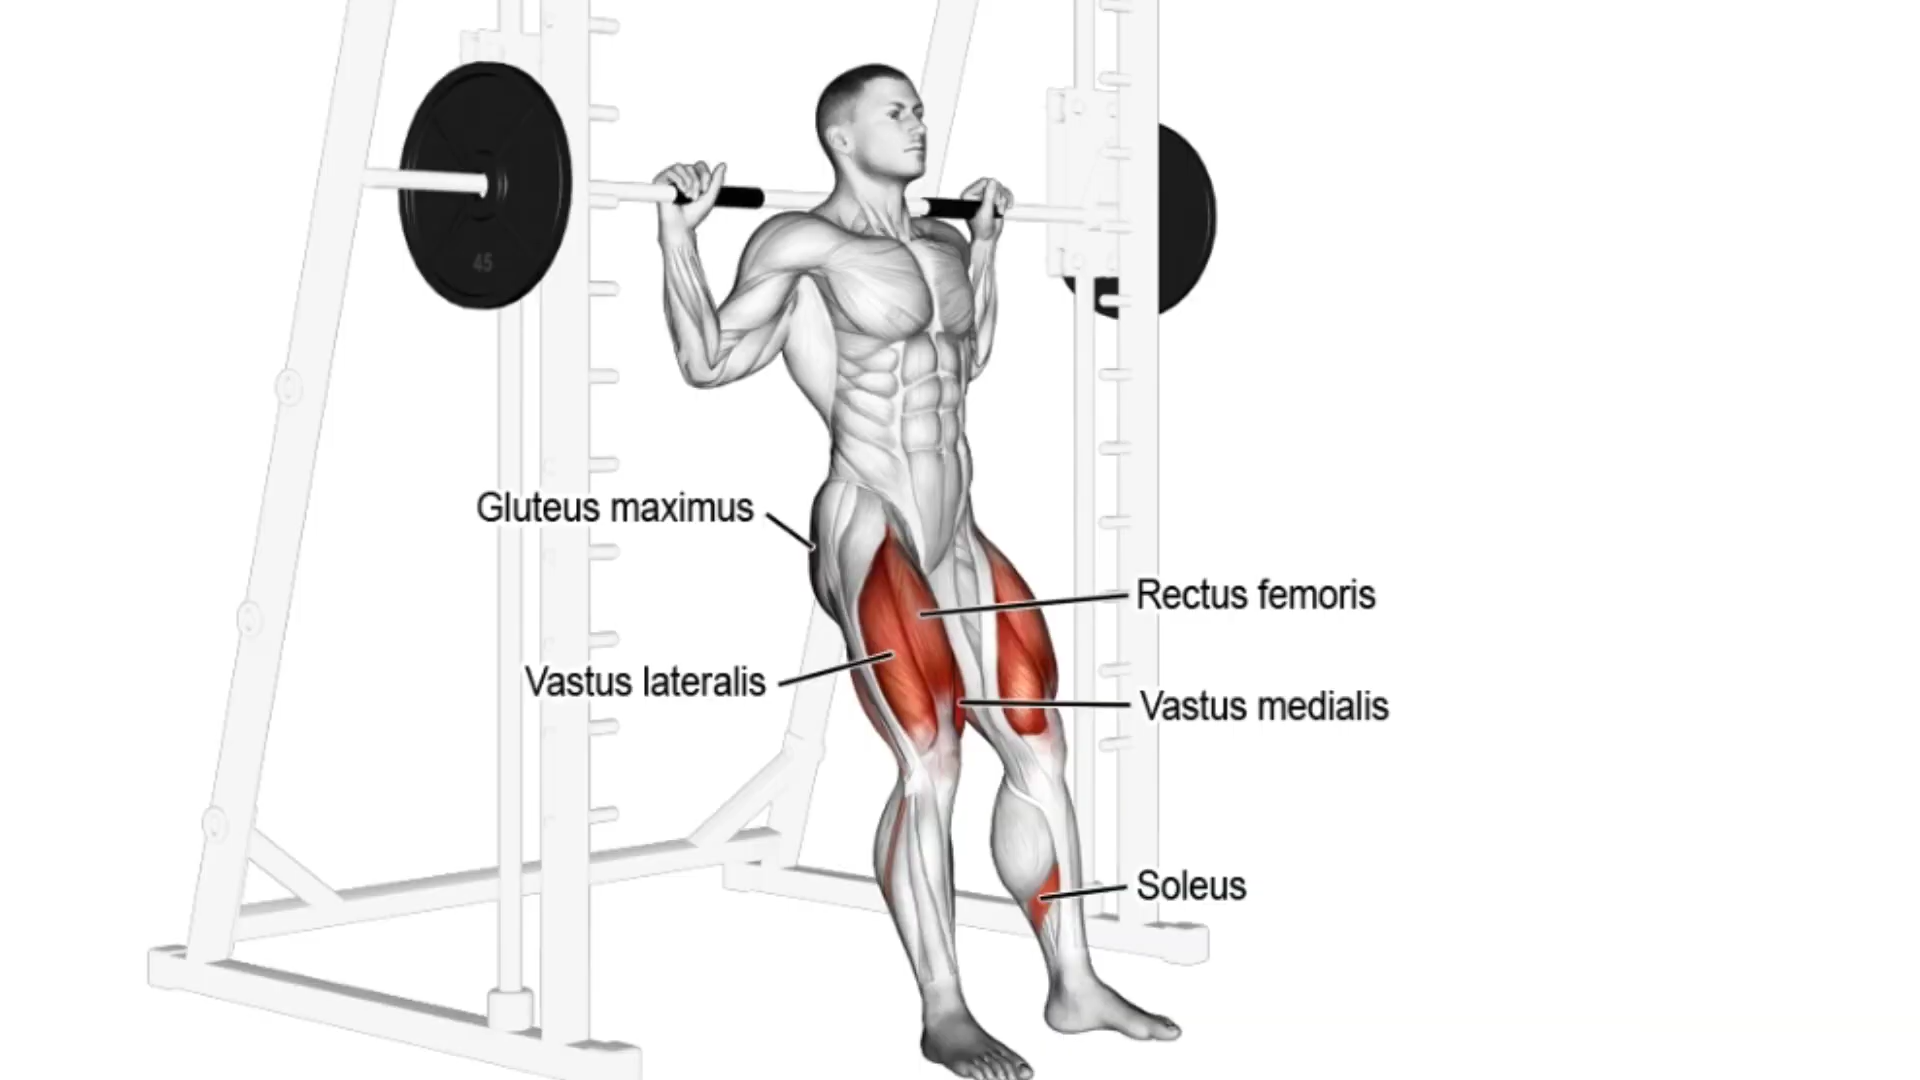 45
Gluteus maximus
Rectus femoris
Vastus lateralis
Vastus medialis
Soleus